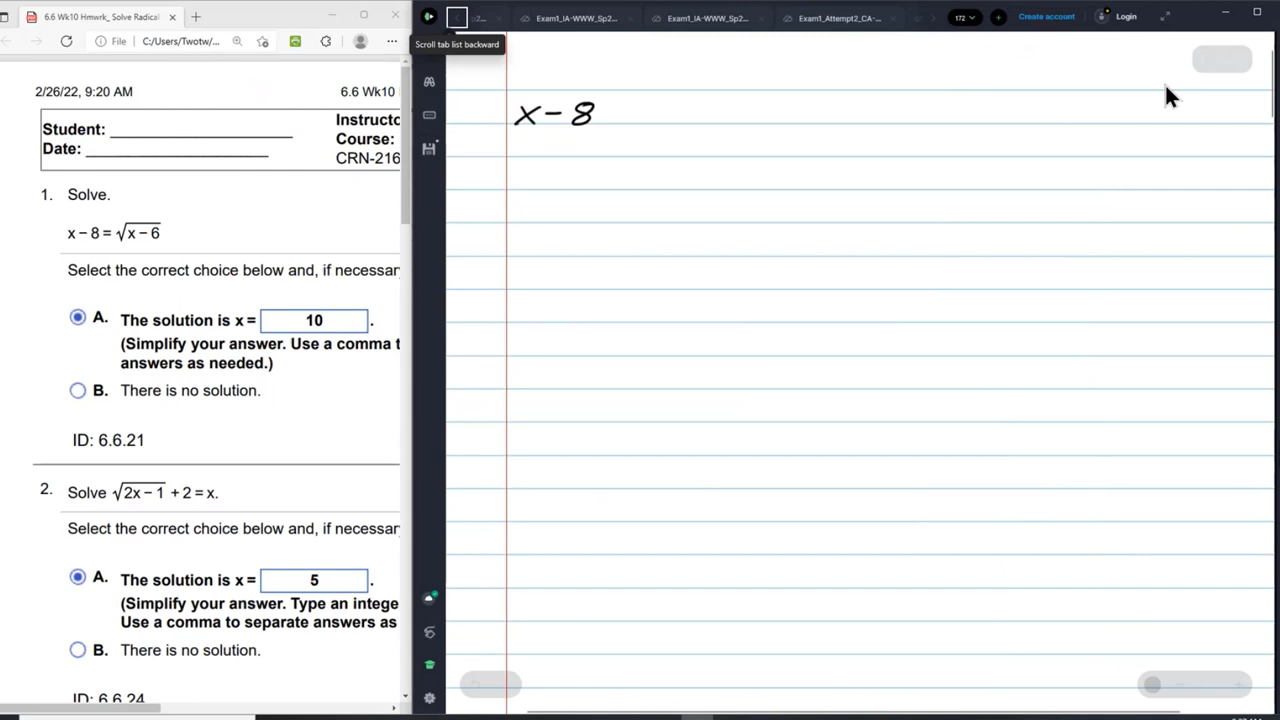 6.6 Wk10 Hmwrk_ Solve Radical
File
C:/Users/Twotw/...
2/26/22, 9:20 AM
6.6 Wk10
Student:
Date:
Instructo
Course:
CRN-216
1. Solve.
x − 8 = √x − 6
Select the correct choice below and, if necessary
A. The solution is x = 10 .
(Simplify your answer. Use a comma t
answers as needed.)
B. There is no solution.
ID: 6.6.21
2. Solve √2x − 1 + 2 = x.
Select the correct choice below and, if necessary
A. The solution is x = 5 .
(Simplify your answer. Type an intege
Use a comma to separate answers as
B. There is no solution.
ID: 6.6.24
Exam1_IA-WWW_Sp2...
Exam1_IA-WWW_Sp2...
Exam1_Attempt2_CA-...
172
Create account
Login
Scroll tab list backward
x − 8